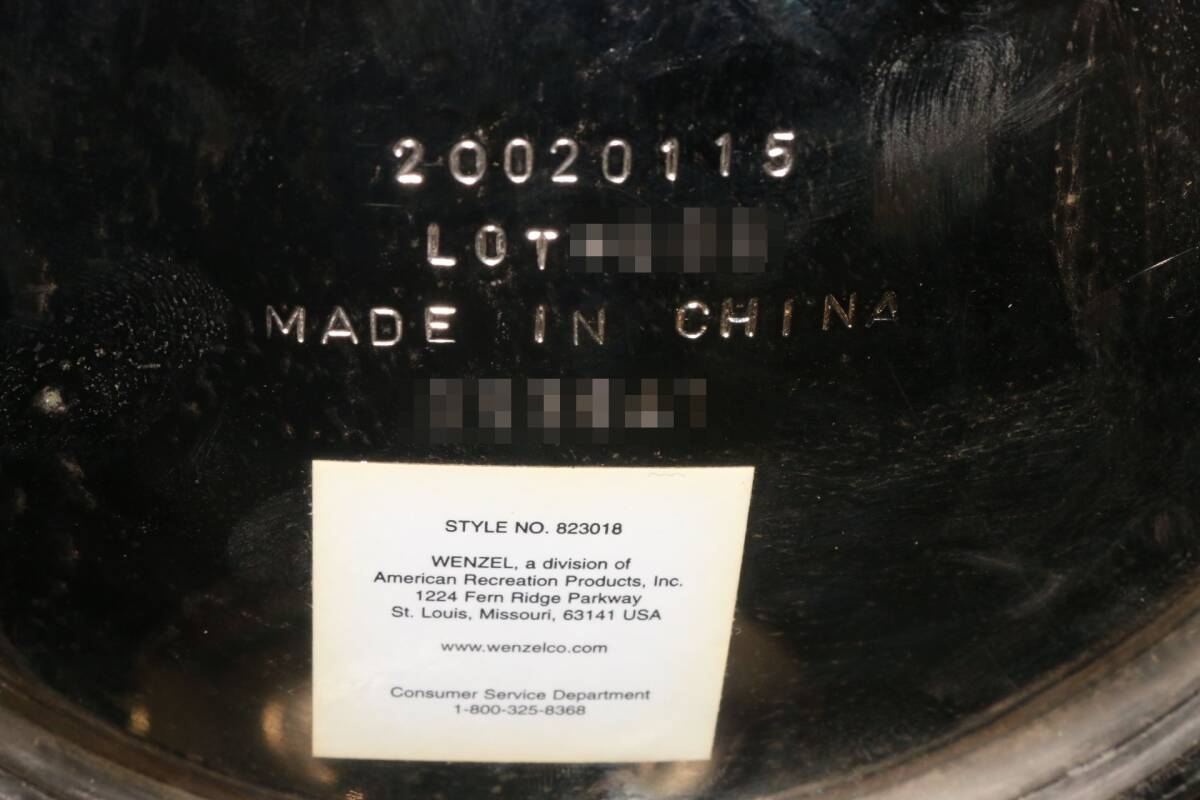 20020115
LOT
MADE IN CHINA
STYLE NO. 823018
WENZEL, a division of
American Recreation Products, Inc.
1224 Fern Ridge Parkway
St. Louis, Missouri, 63141 USA
www.wenzelco.com
Consumer Service Department
1-800-325-8368